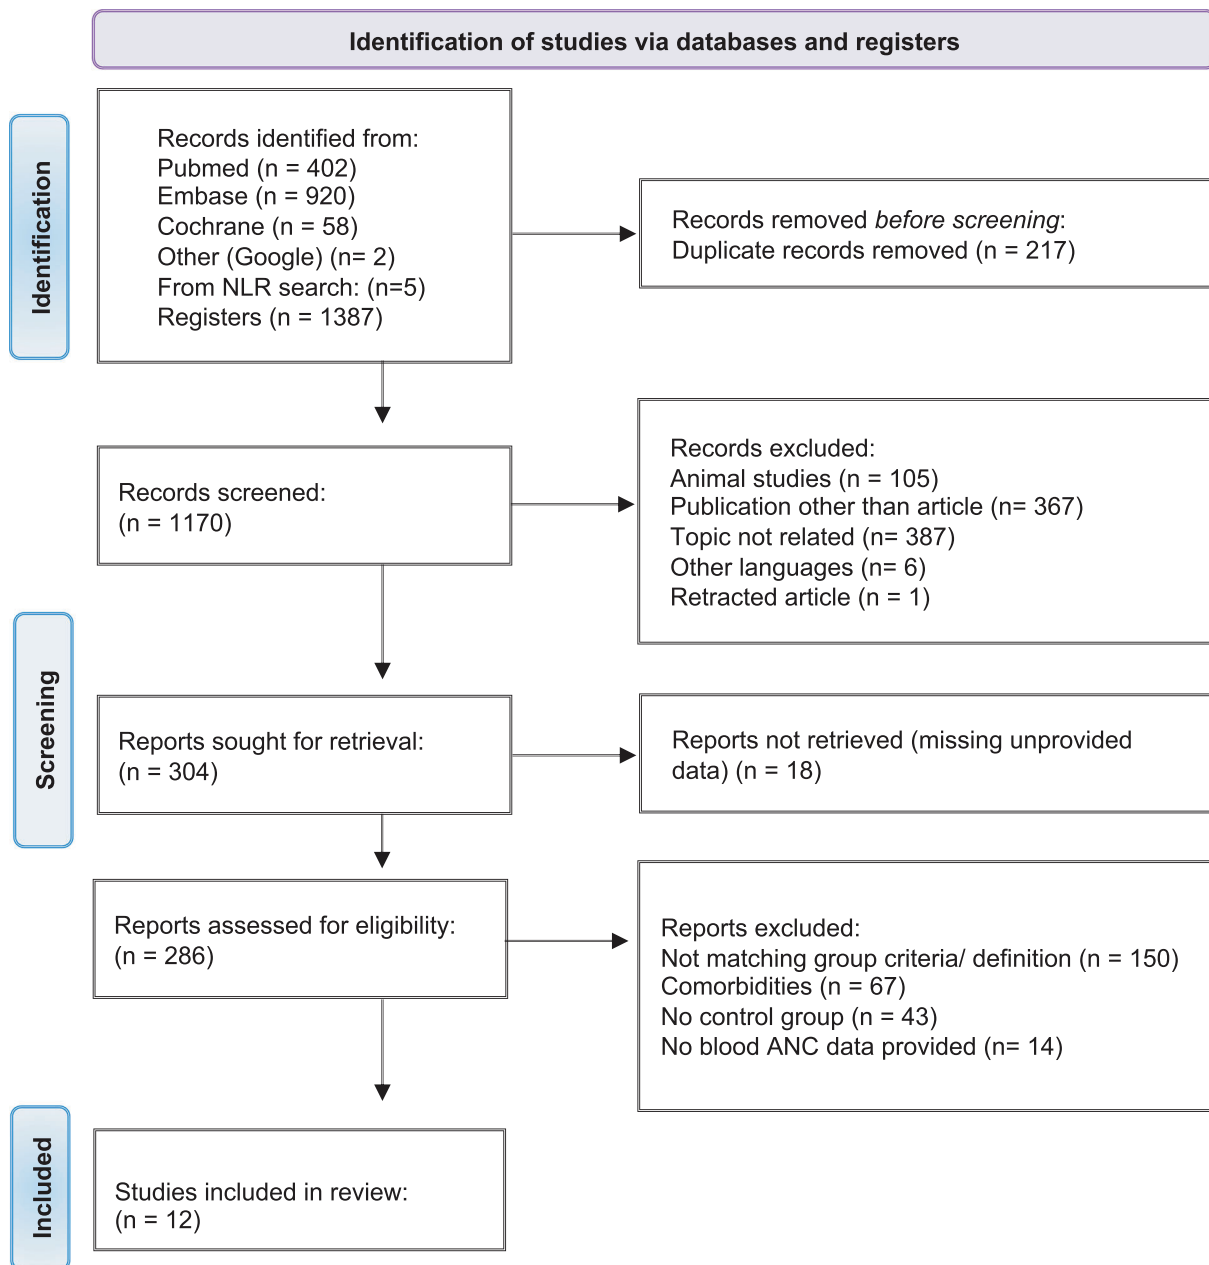 Identification of studies via databases and registers
Identification
Records identified from:
Pubmed (n = 402)
Embase (n = 920)
Cochrane (n = 58)
Other (Google) (n= 2)
From NLR search: (n=5)
Registers (n = 1387)
Records removed before screening:
Duplicate records removed (n = 217)
Records screened:
(n = 1170)
Records excluded:
Animal studies (n = 105)
Publication other than article (n= 367)
Topic not related (n= 387)
Other languages (n= 6)
Retracted article (n = 1)
Screening
Reports sought for retrieval:
(n = 304)
Reports not retrieved (missing unprovided
data) (n = 18)
Reports assessed for eligibility:
(n = 286)
Reports excluded:
Not matching group criteria/ definition (n = 150)
Comorbidities (n = 67)
No control group (n = 43)
No blood ANC data provided (n= 14)
Included
Studies included in review:
(n = 12)